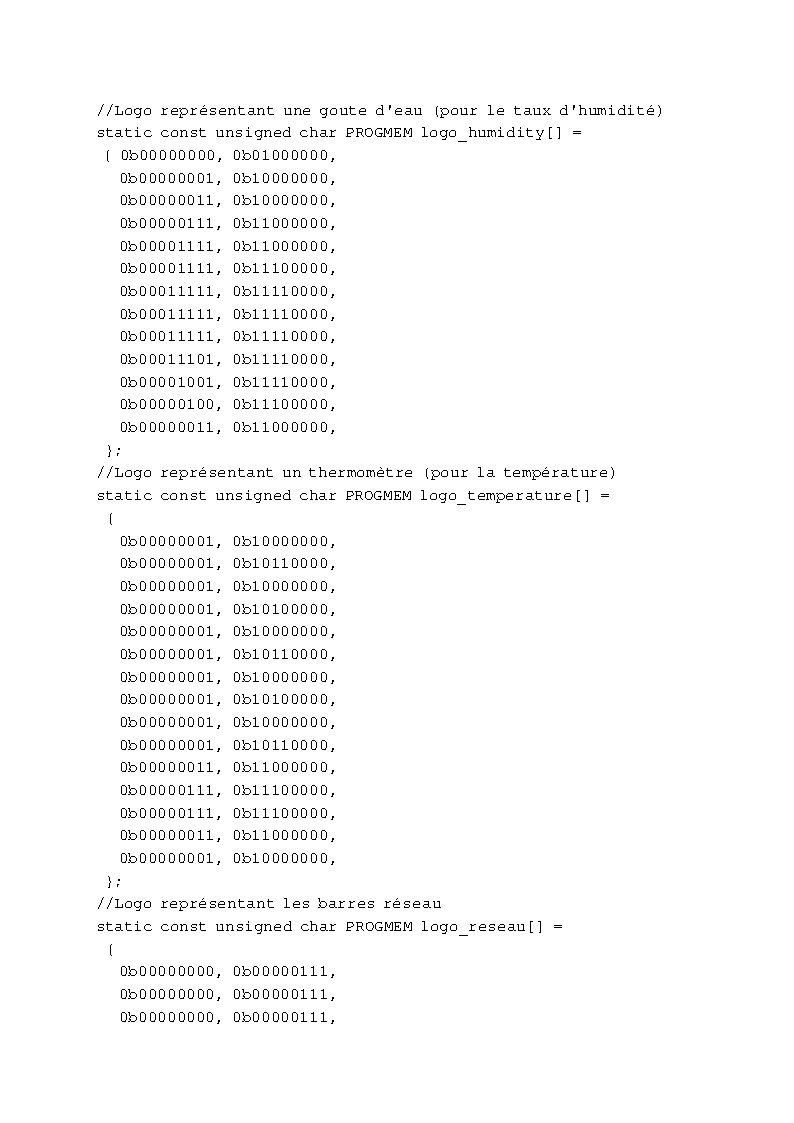 //Logo représentant une goute d'eau (pour le taux d'humidité)
static const unsigned char PROGMEM logo_humidity[] =
{ 0b00000000, 0b01000000,
0b00000001, 0b10000000,
0b00000011, 0b10000000,
0b00000111, 0b11000000,
0b00001111, 0b11000000,
0b00001111, 0b11100000,
0b00011111, 0b11110000,
0b00011111, 0b11110000,
0b00011111, 0b11110000,
0b00011101, 0b11110000,
0b00001001, 0b11110000,
0b00000100, 0b11100000,
0b00000011, 0b11000000,
};
//Logo représentant un thermomètre (pour la température)
static const unsigned char PROGMEM logo_temperature[] =
{
0b00000001, 0b10000000,
0b00000001, 0b10110000,
0b00000001, 0b10000000,
0b00000001, 0b10100000,
0b00000001, 0b10000000,
0b00000001, 0b10110000,
0b00000001, 0b10000000,
0b00000001, 0b10100000,
0b00000001, 0b10000000,
0b00000001, 0b10110000,
0b00000011, 0b11000000,
0b00000111, 0b11100000,
0b00000111, 0b11100000,
0b00000011, 0b11000000,
0b00000001, 0b10000000,
};
//Logo représentant les barres réseau
static const unsigned char PROGMEM logo_reseau[] =
{
0b00000000, 0b00000111,
0b00000000, 0b00000111,
0b00000000, 0b00000111,